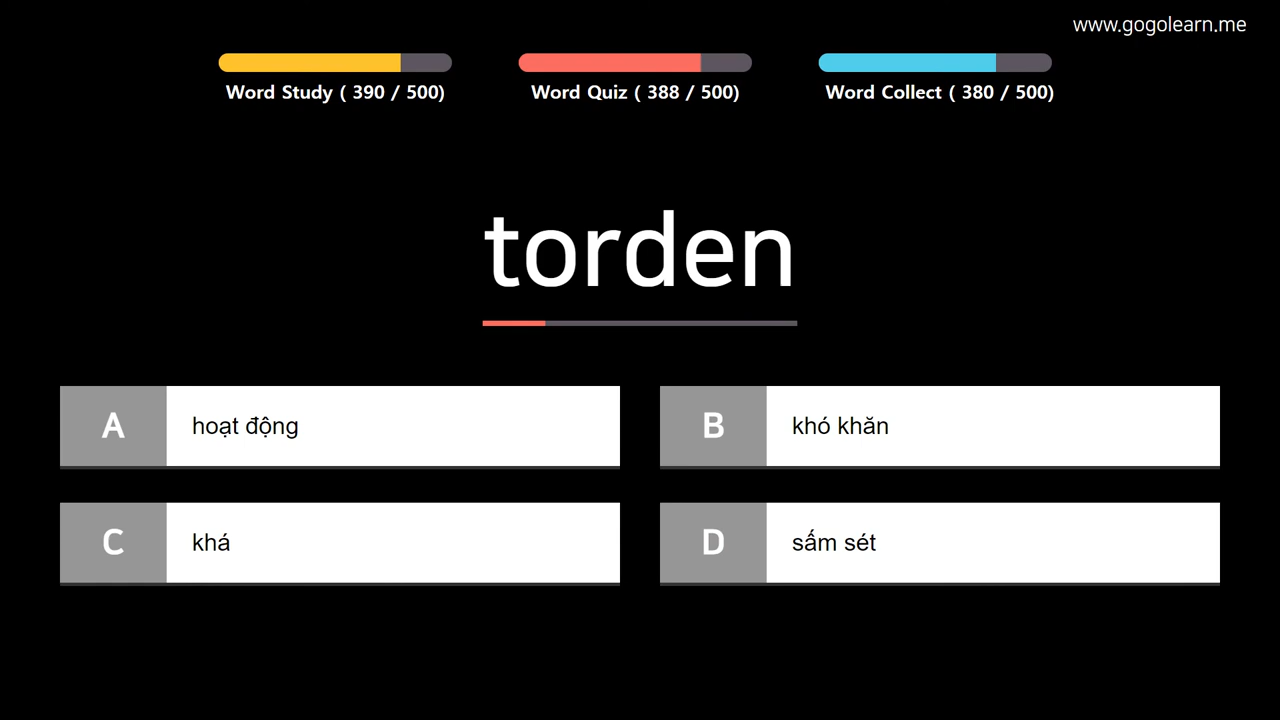 www.gogolearn.me
Word Study ( 390 / 500)
Word Quiz ( 388 / 500)
Word Collect ( 380 / 500)
torden
A hoạt động
B khó khăn
C khá
D sấm sét